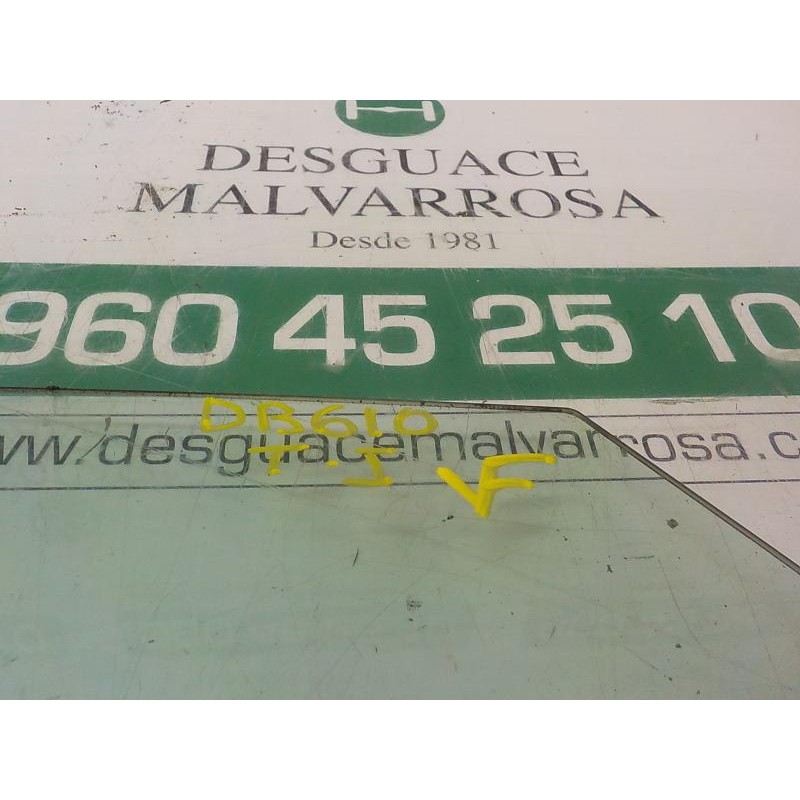 DESGUACE
MALVARROSA
Desde 1981
960 45 25 10
DB610
www.desguacemalvarrosa.c
T-I
VF